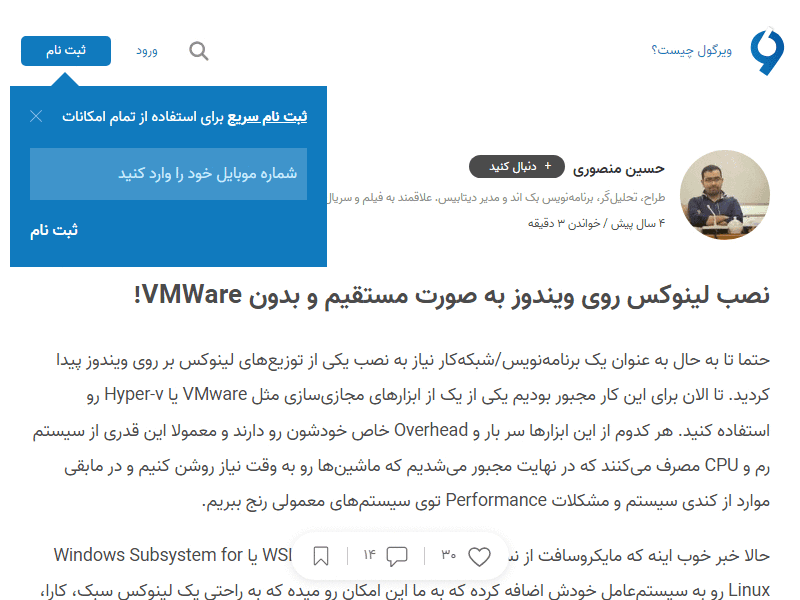 ویرگول چیست؟
ورود
ثبت نام
ثبت نام سریع برای استفاده از تمام امکانات
شماره موبایل خود را وارد کنید
ثبت نام
حسین منصوری
+ دنبال کنید
طراح، تحلیل‌گر، برنامه‌نویس بک اند و مدیر دیتابیس. علاقمند به فیلم و سریال
۴ سال پیش / خواندن ۳ دقیقه
نصب لینوکس روی ویندوز به صورت مستقیم و بدون VMWare!
حتما تا به حال به عنوان یک برنامه‌نویس/شبکه‌کار نیاز به نصب یکی از توزیع‌های لینوکس بر روی ویندوز پیدا
کردید. تا الان برای این کار مجبور بودیم یکی از یک از ابزارهای مجازی‌سازی مثل VMware یا Hyper-v رو
استفاده کنید. هر کدوم از این ابزارها سر بار و Overhead خاص خودشون رو دارند و معمولا این قدری از سیستم
رم و CPU مصرف می‌کنند که در نهایت مجبور می‌شدیم که ماشین‌ها رو به وقت نیاز روشن کنیم و در مابقی
موارد از کندی سیستم و مشکلات Performance توی سیستم‌های معمولی رنج ببریم.
حالا خبر خوب اینه که مایکروسافت از یا Windows Subsystem for
۳۰
۱۴
Linux رو به سیستم‌عامل خودش اضافه کرده که به ما این امکان رو میده که به راحتی یک لینوکس سبک، کارا،